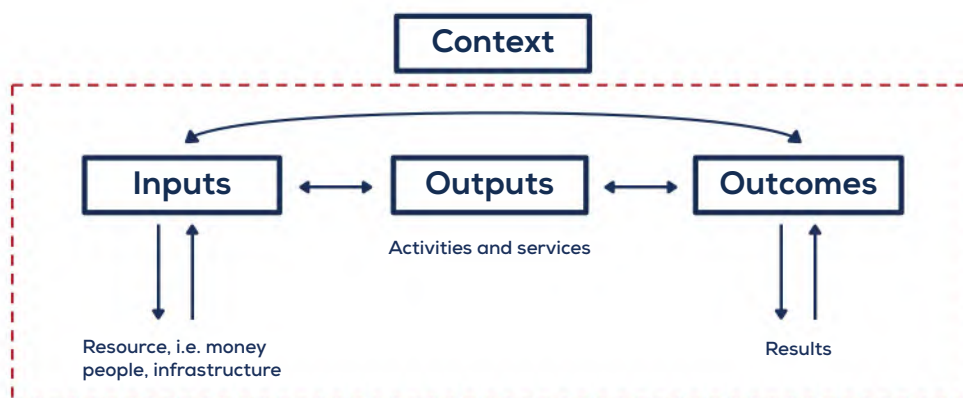 Context
Inputs
Outputs
Outcomes
Activities and services
Resource, i.e. money
people, infrastructure
Results